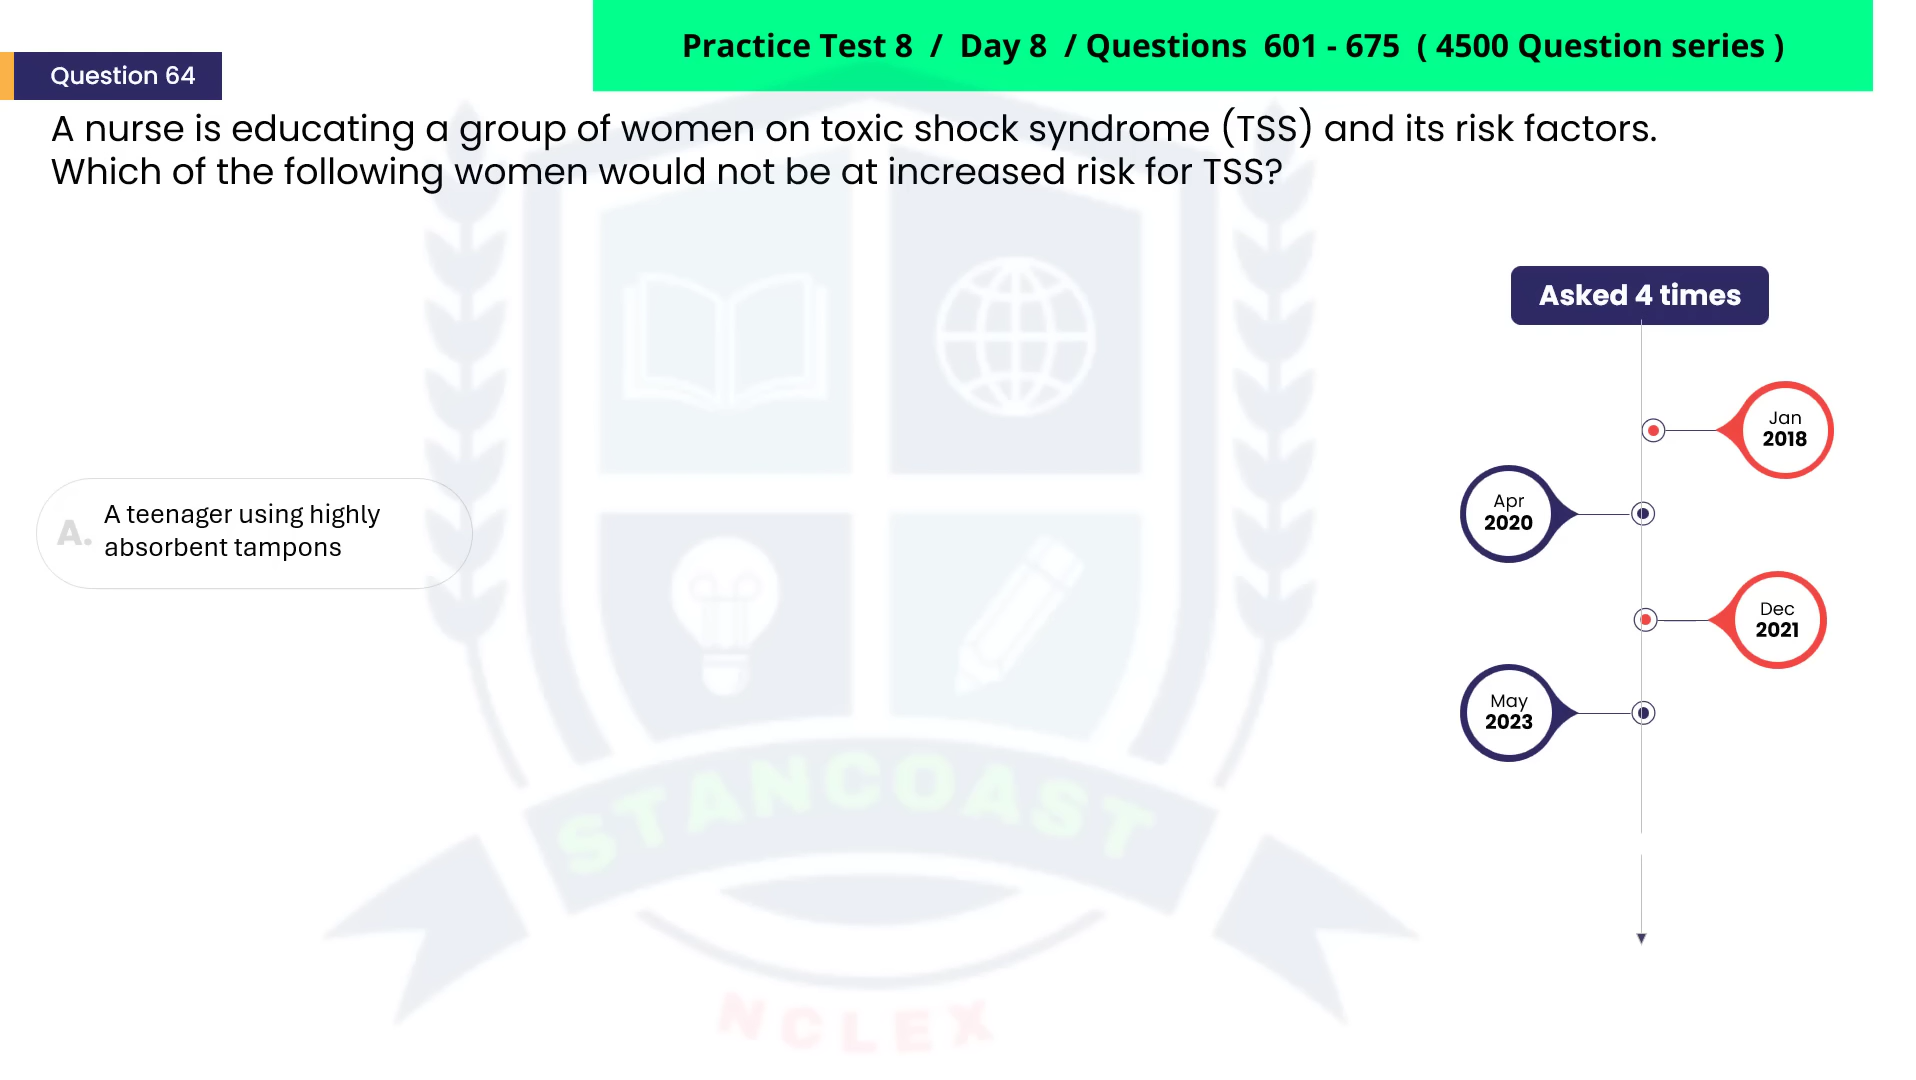 Practice Test 8 / Day 8 / Questions 601 - 675 ( 4500 Question series )
Question 64
A nurse is educating a group of women on toxic shock syndrome (TSS) and its risk factors.
Which of the following women would not be at increased risk for TSS?
Asked 4 times
Jan
2018
Apr
2020
A. A teenager using highly
absorbent tampons
Dec
2021
May
2023
STANCOAST
NCLEX